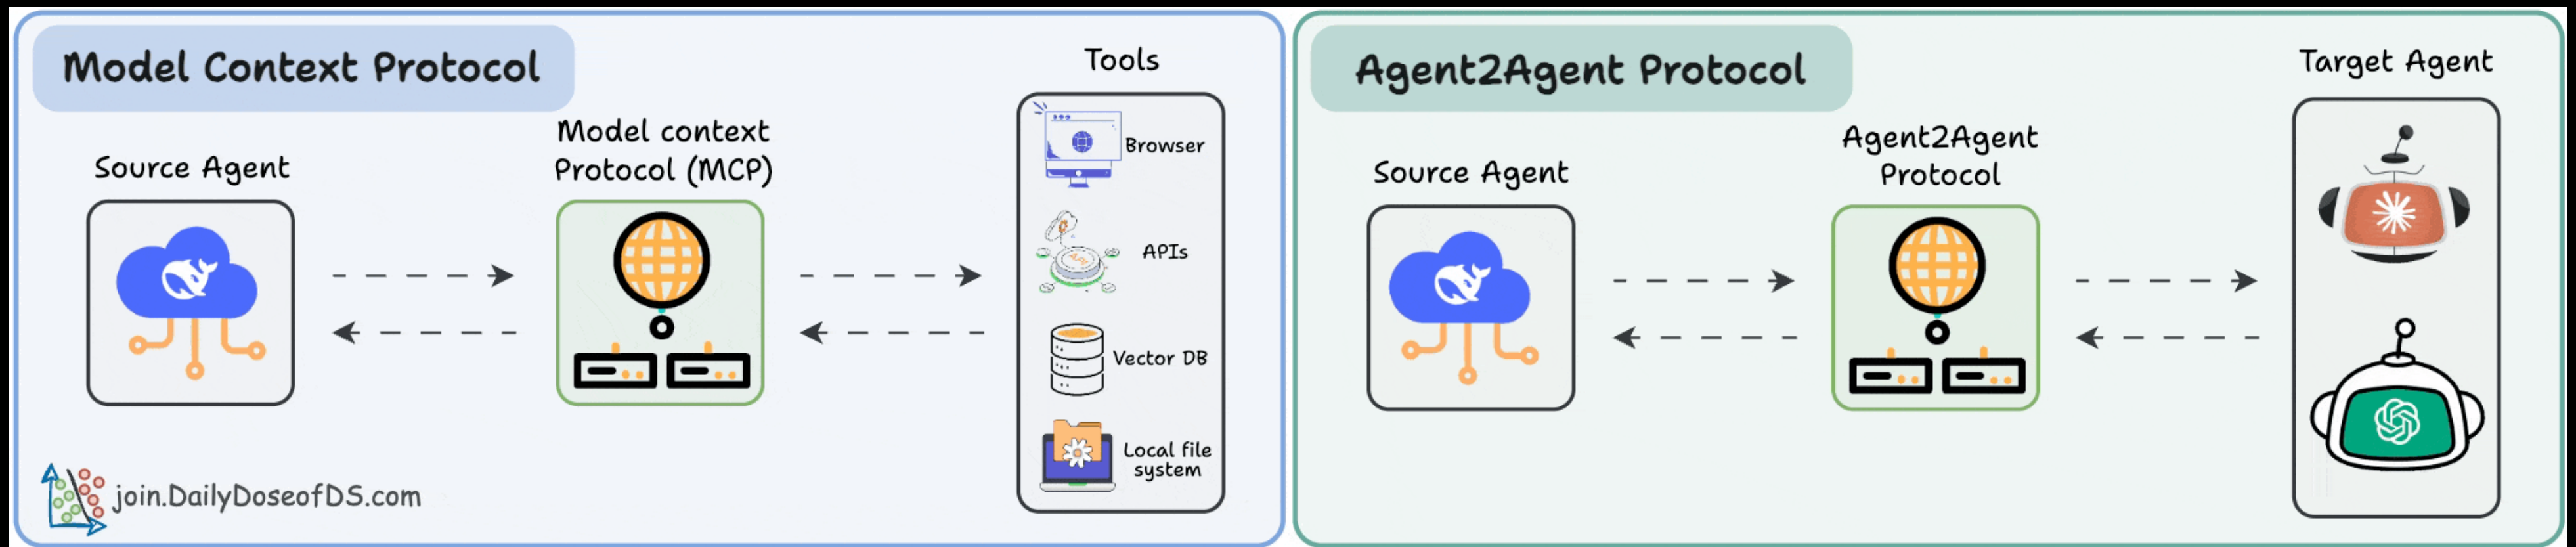 Model Context Protocol
Source Agent
Model context
Protocol (MCP)
Tools
Browser
API
APIs
Vector DB
Local file
system
join.DailyDoseofDS.com
Agent2Agent Protocol
Source Agent
Agent2Agent
Protocol
Target Agent